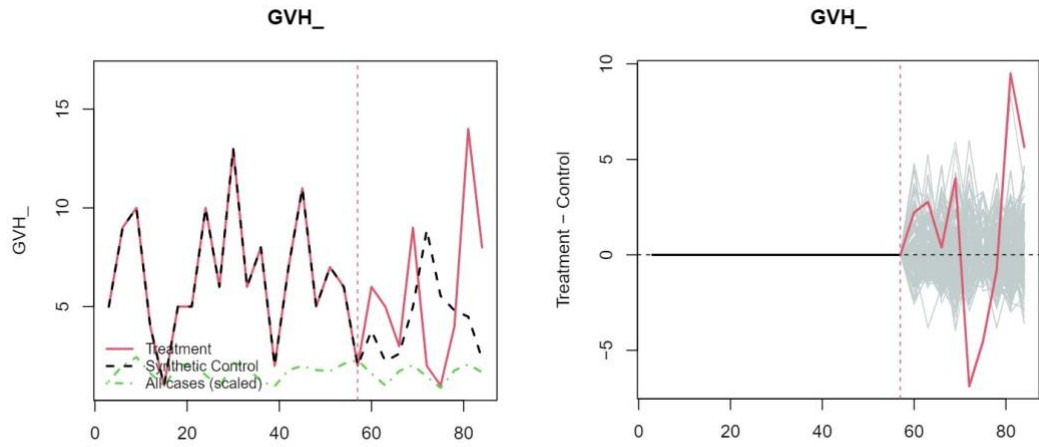 GVH_
GVH_
15
10
5
GVH_
Treatment
Synthetic Control
All cases (scaled)
0 20 40 60 80
10
5
0
−5
Treatment − Control
0 20 40 60 80